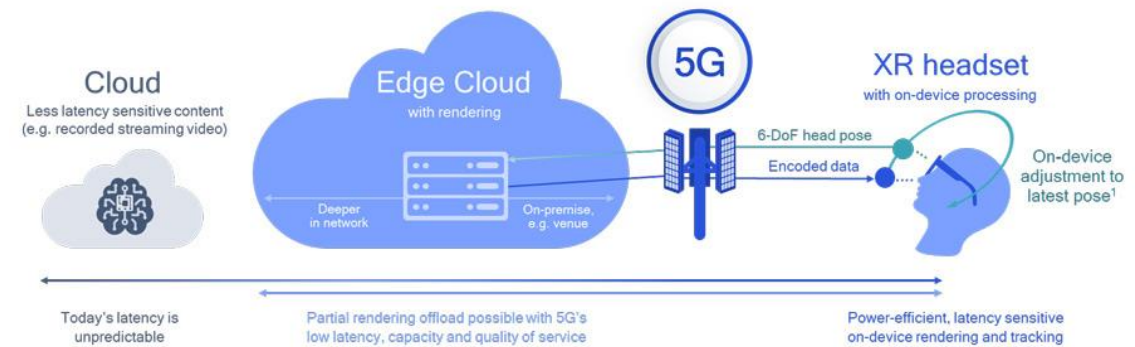 Cloud
Less latency sensitive content
(e.g. recorded streaming video)
Edge Cloud
with rendering
Deeper
in network
On-premise,
e.g. venue
5G
6-DoF head pose
Encoded data
XR headset
with on-device processing
On-device
adjustment to
latest pose¹
Today's latency is
unpredictable
Partial rendering offload possible with 5G's
low latency, capacity and quality of service
Power-efficient, latency sensitive
on-device rendering and tracking